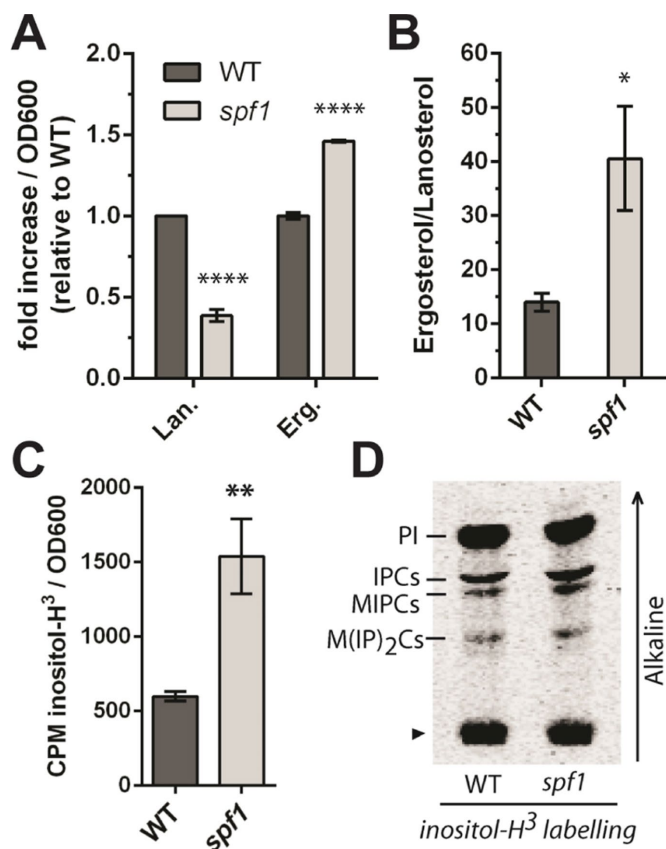 A
fold increase / OD600
(relative to WT)
2.0
1.5
1.0
0.5
0.0
WT
spf1
****
****
Lan.
Erg.
B
Ergosterol/Lanosterol
60
50
40
30
20
10
0
*
WT
spf1
C
CPM inositol-H³ / OD600
2000
1500
1000
500
0
**
WT
spf1
D
PI
IPCs
MIPCs
M(IP)₂Cs
Alkaline
WT
spf1
inositol-H³ labelling